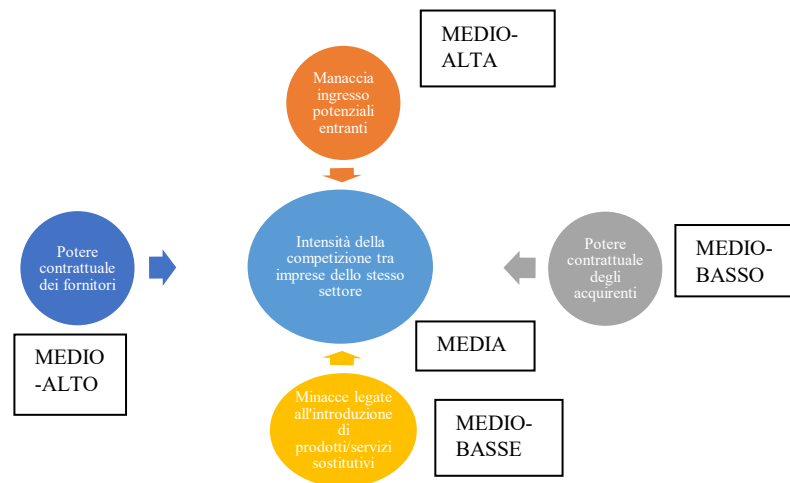 Manaccia
ingresso
potenziali
entranti
MEDIO-
ALTA
Potere
contrattuale
dei fornitori
MEDIO
-ALTO
Intensità della
competizione tra
imprese dello stesso
settore
MEDIA
Potere
contrattuale
degli
acquirenti
MEDIO-
BASSO
Minacce legate
all'introduzione
di
prodotti/servizi
sostitutivi
MEDIO-
BASSE